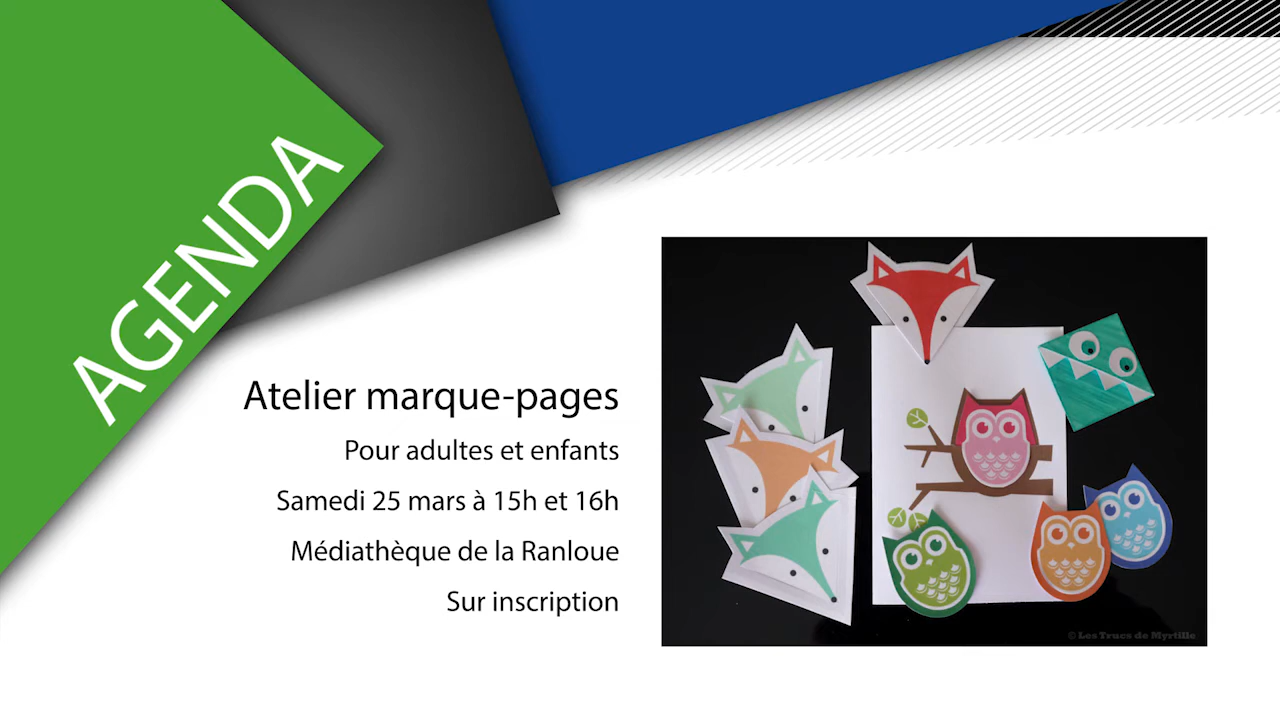 AGENDA
Atelier marque-pages
Pour adultes et enfants
Samedi 25 mars à 15h et 16h
Médiathèque de la Ranloue
Sur inscription
© Les Trucs de Myrtille